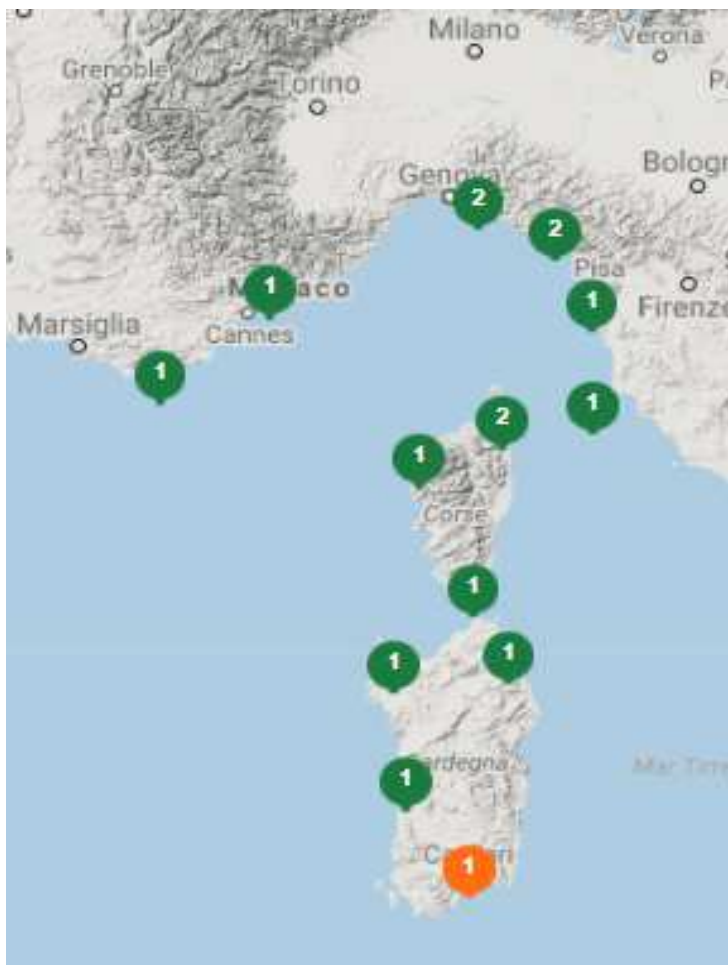 Milano
Verona
Grenoble
Torino
Bologn
Genova
2
2
Pisa
1
Monaco
1
Firenze
Marsiglia
Cannes
1
1
2
1
Corse
1
1
1
Sardegna
Mar Tirre
1
Cagliari
1